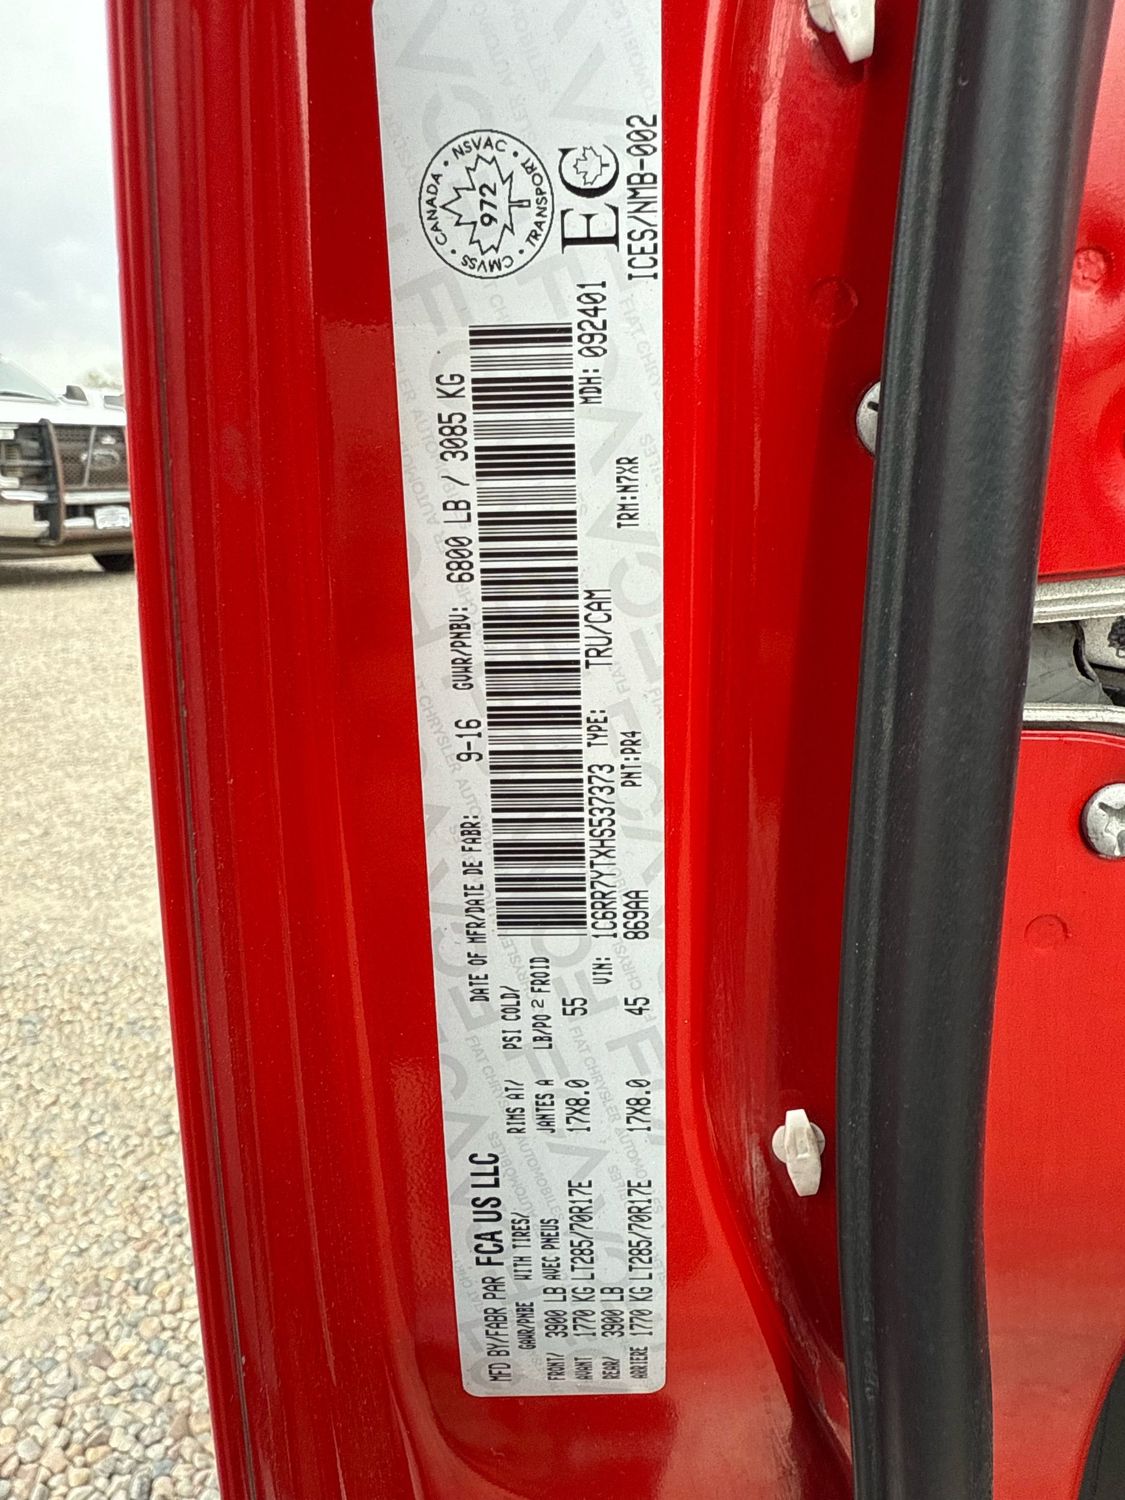 MFD BY/FABR PAR FCA US LLC
DATE OF MFR/DATE DE FABR: 9-16 GVWR/PNBV: 6800 LB / 3085 KG
GAWR/PNBE WITH TIRES/ RIMS AT/ PSI COLD/
FRONT/ 3900 LB AVEC PNEUS JANTES A LB/PO 2 FROID
AVANT 1770 KG LT285/70R17E 17X8.0 55
REAR/ 3900 LB
ARRIERE 1770 KG LT285/70R17E 17X8.0 45
VIN: 1C6RR7YTXHS537373 TYPE: TRU/CAM MDH: 092401
869AA PNT:PR4 TRM:N7XR
CANADA · NSVAC · TRANSPORT · CMVSS ·
972
EC
ICES/NMB-002